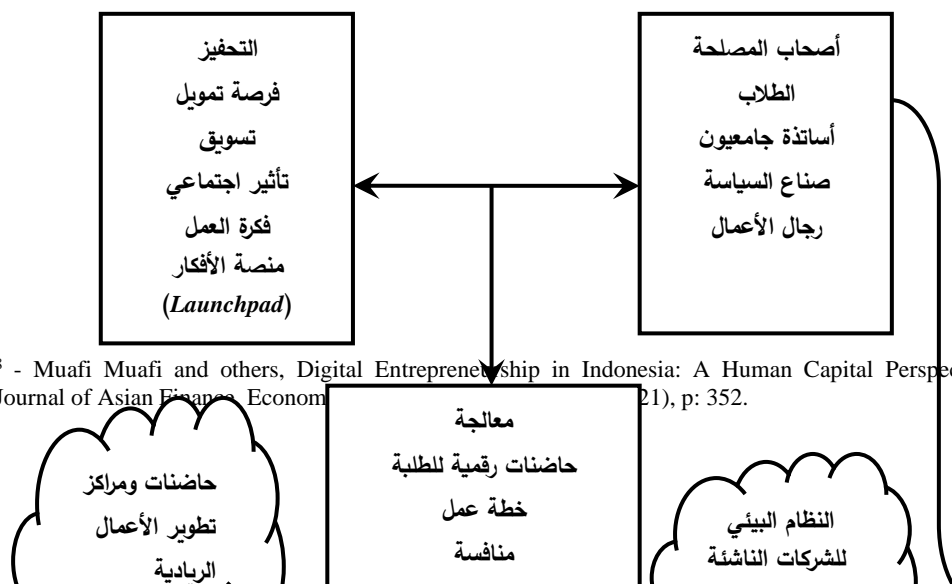 أصحاب المصلحة
الطلاب
أساتذة جامعيون
صناع السياسة
رجال الأعمال
التحفيز
فرصة تمويل
تسويق
تأثير اجتماعي
فكرة العمل
منصة الأفكار
(Launchpad)
- Muafi Muafi and others, Digital Entrepreneurship in Indonesia: A Human Capital
Journal of Asian Finance, Econom 21), p: 352.
معالجة
حاضنات رقمية للطلبة
خطة عمل
منافسة
النظام البيئي
للشركات الناشئة
حاضنات ومراكز
تطوير الأعمال
الريادية